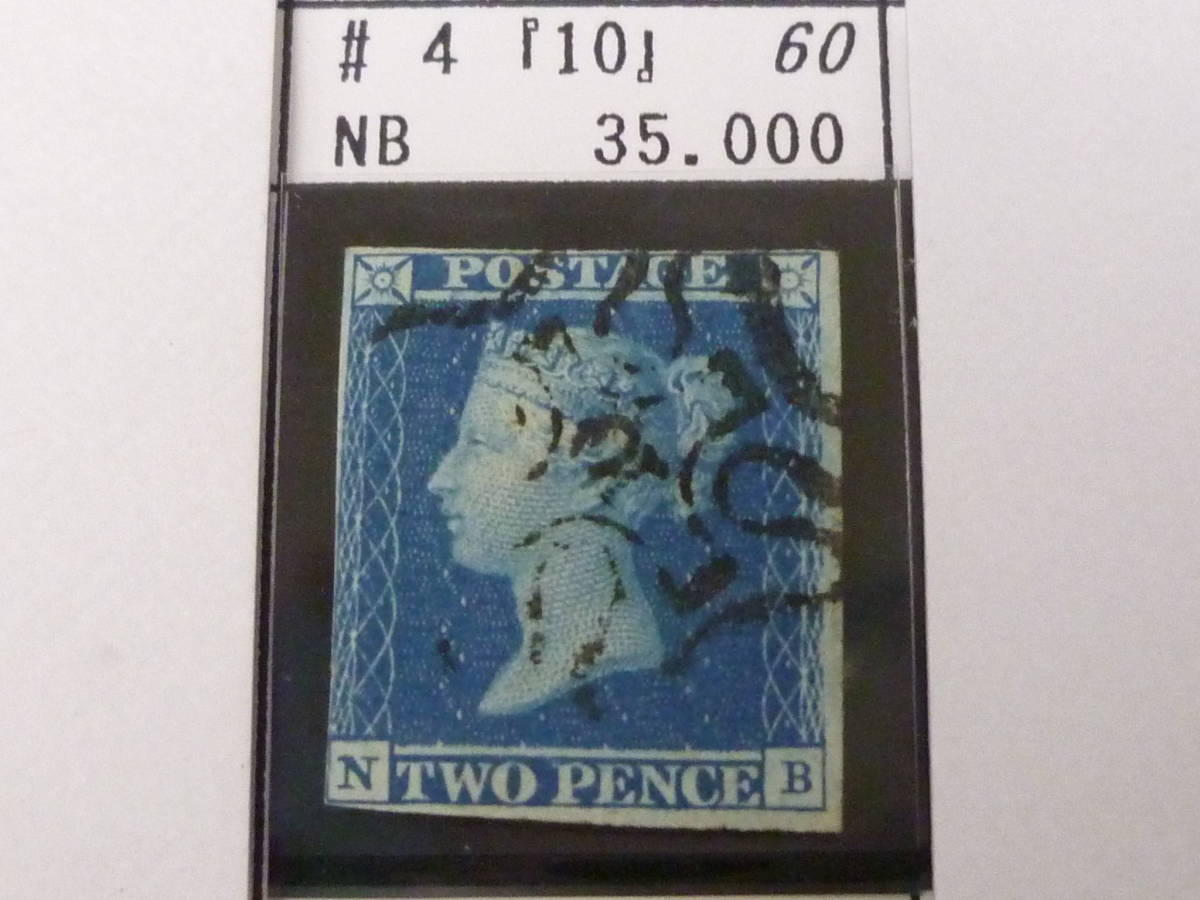 # 4 『10』 60
NB 35.000
POSTAGE
N TWO PENCE B